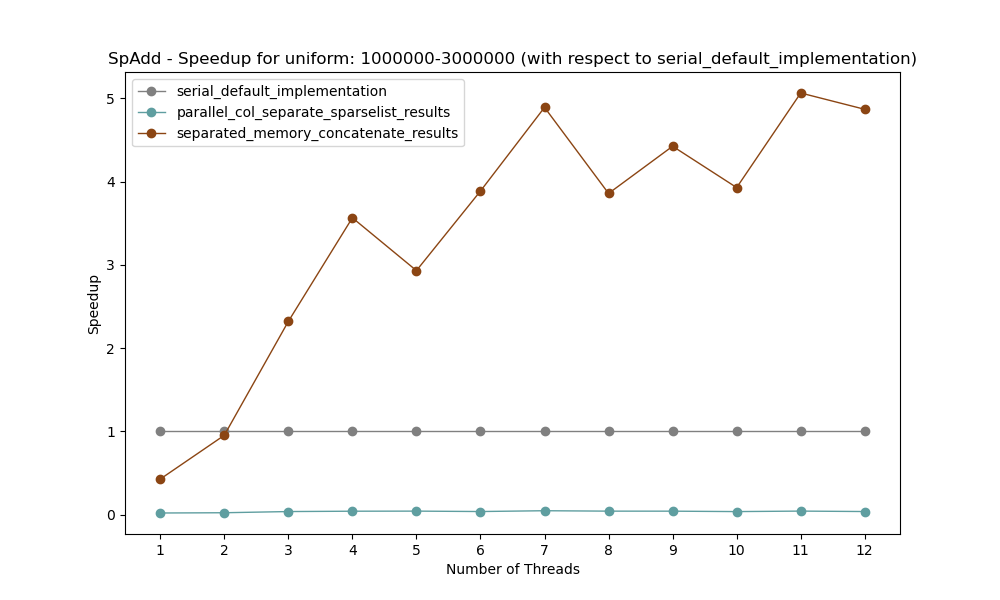 SpAdd - Speedup for uniform: 1000000-3000000 (with respect to serial_default_implementation)
serial_default_implementation
parallel_col_separate_sparselist_results
separated_memory_concatenate_results
5
4
3
2
1
0
Speedup
1 2 3 4 5 6 7 8 9 10 11 12
Number of Threads